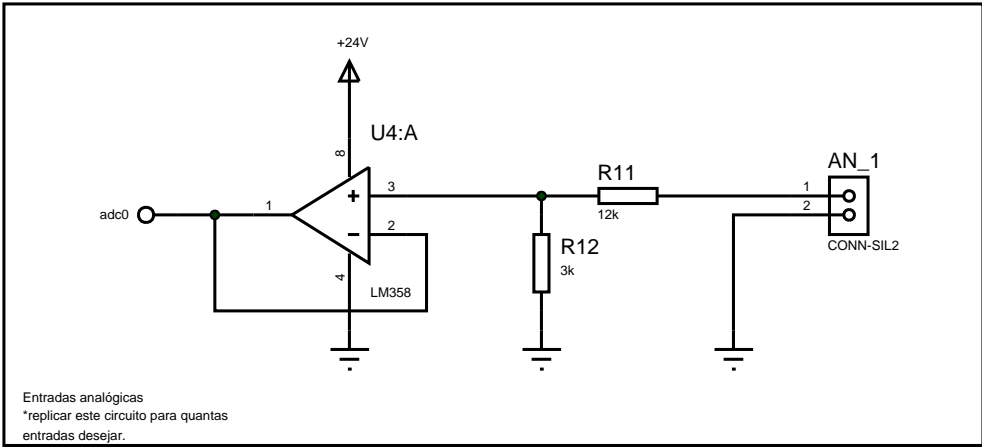 +24V
U4:A
8
3
2
1
4
+
−
LM358
adc0
R11
12k
R12
3k
AN_1
1
2
CONN-SIL2
Entradas analógicas
*replicar este circuito para quantas
entradas desejar.